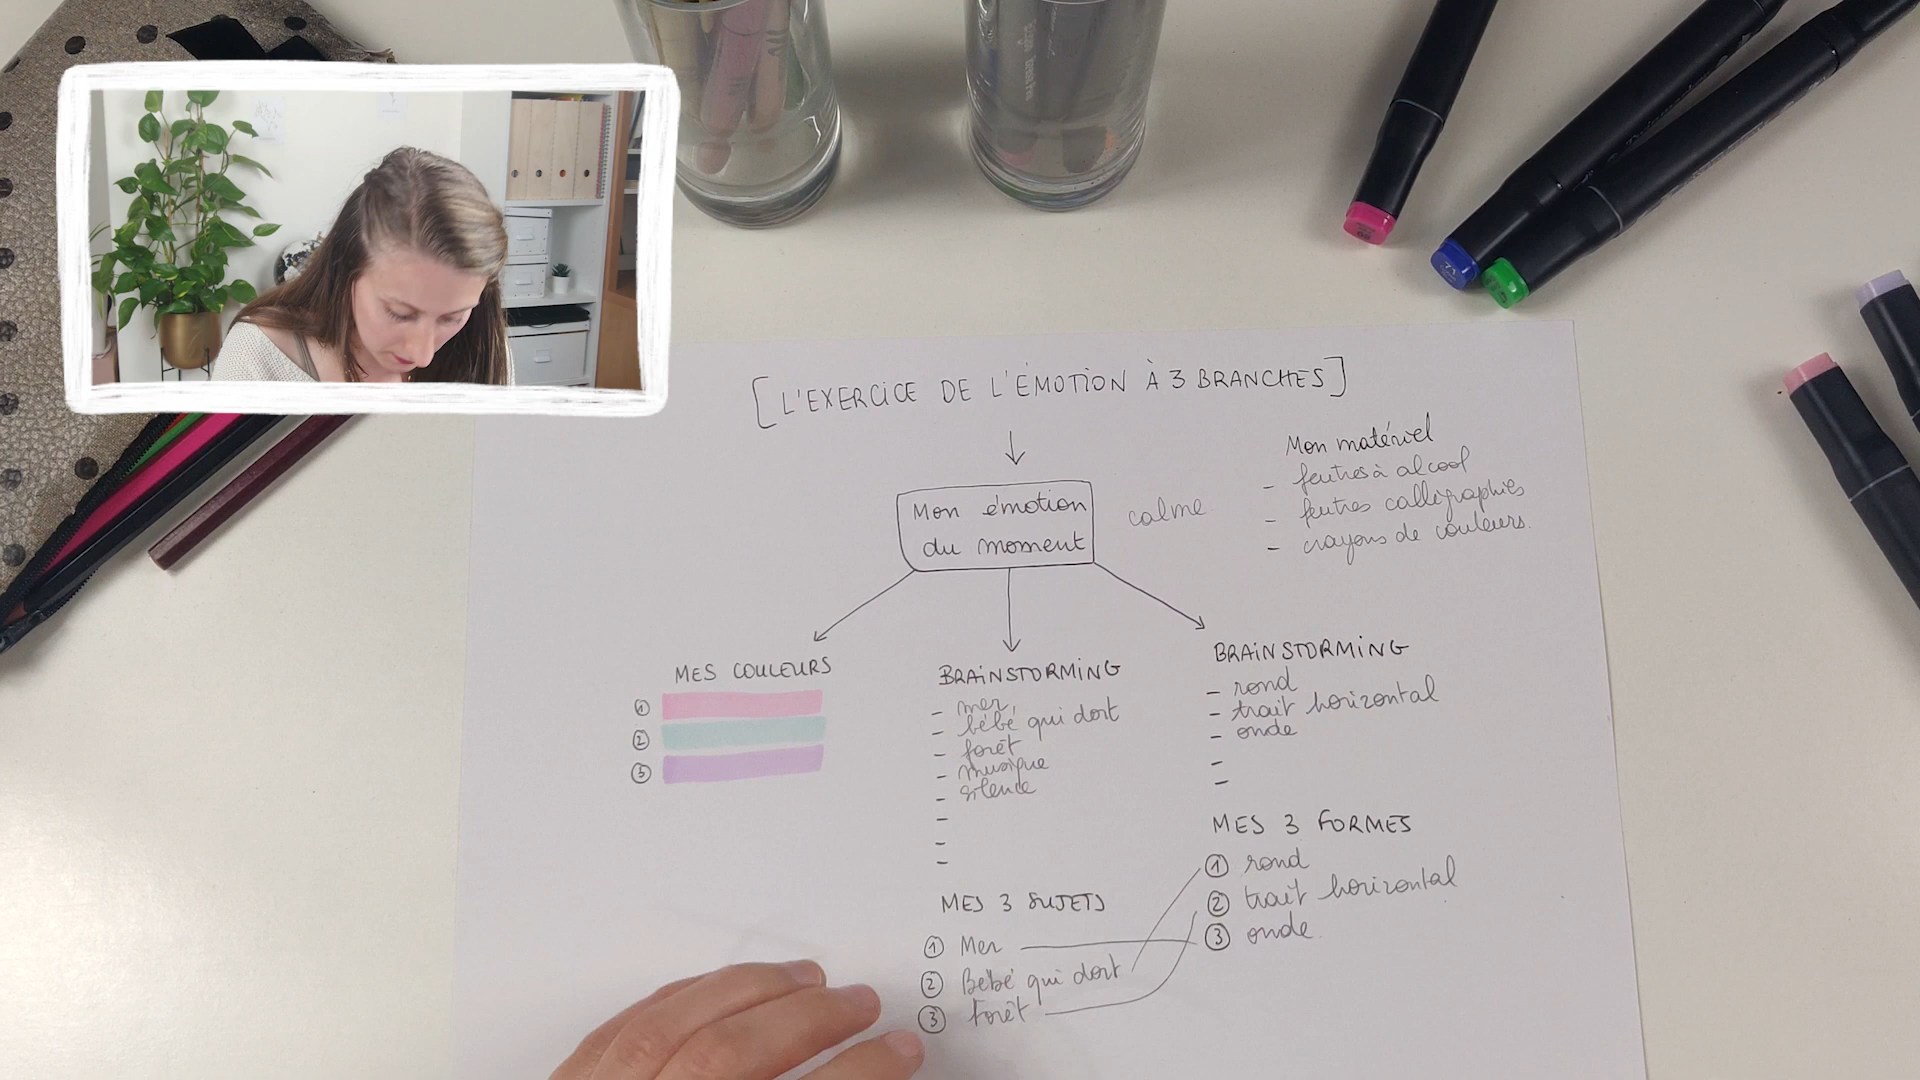 [L'EXERCICE DE L'ÉMOTION À 3 BRANCHES]
Mon matériel
- feutres à alcool
- feutres calligraphies
- crayons de couleurs.
Mon émotion
du moment
calme
MES COULEURS
1
2
3
BRAINSTORMING
- mer,
- bébé qui dort
- forêt
- musique
- silence
-
-
-
MES 3 SUJETS
1 Mer
2 Bébé qui dort
3 Forêt
BRAINSTORMING
- rond
- trait horizontal
- onde
-
-
MES 3 FORMES
1 rond
2 trait horizontal
3 onde.
71